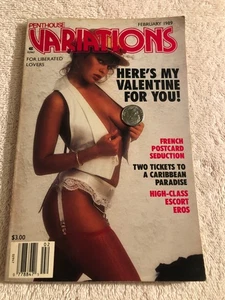 PENTHOUSE
FEBRUARY 1989
VARIATIONS
FOR LIBERATED
LOVERS
HERE'S MY
VALENTINE
FOR YOU!
FRENCH
POSTCARD
SEDUCTION
TWO TICKETS TO
A CARIBBEAN
PARADISE
HIGH-CLASS
ESCORT
EROS
$3.00
02